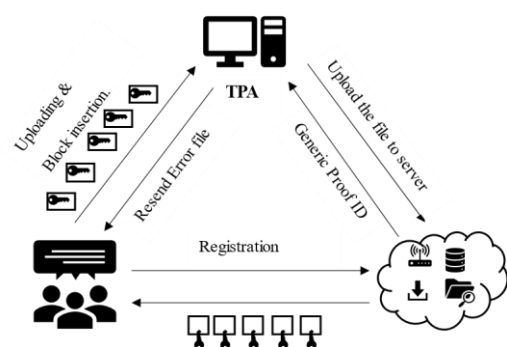 TPA
Uploading &
Block insertion.
Resend Error file
Generic Proof ID
Upload the file to server
Registration